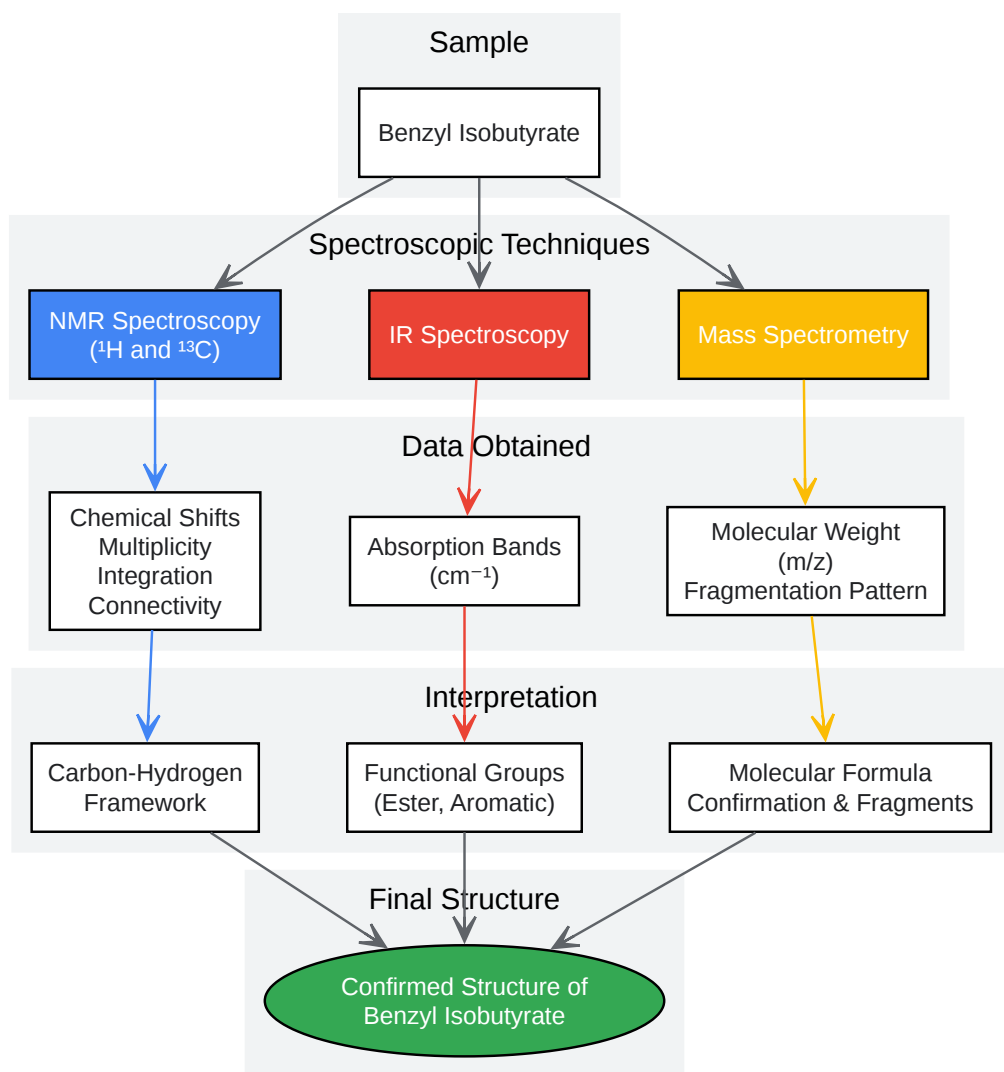 Sample
Benzyl Isobutyrate
Spectroscopic Techniques
NMR Spectroscopy
(¹H and ¹³C)
IR Spectroscopy
Mass Spectrometry
Data Obtained
Chemical Shifts
Multiplicity
Integration
Connectivity
Absorption Bands
(cm⁻¹)
Molecular Weight
(m/z)
Fragmentation Pattern
Interpretation
Carbon-Hydrogen
Framework
Functional Groups
(Ester, Aromatic)
Molecular Formula
Confirmation & Fragments
Final Structure
Confirmed Structure of
Benzyl Isobutyrate